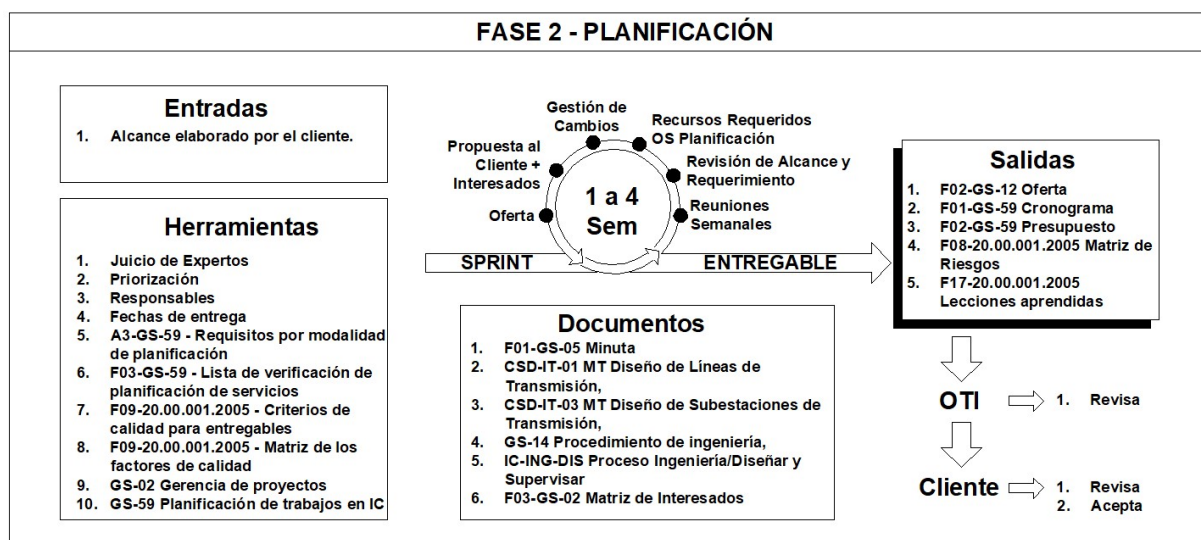 FASE 2 - PLANIFICACIÓN
Entradas
1. Alcance elaborado por el cliente.
Herramientas
1. Juicio de Expertos
2. Priorización
3. Responsables
4. Fechas de entrega
5. A3-GS-59 - Requisitos por modalidad
de planificación
6. F03-GS-59 - Lista de verificación de
planificación de servicios
7. F09-20.00.001.2005 - Criterios de
calidad para entregables
8. F09-20.00.001.2005 - Matriz de los
factores de calidad
9. GS-02 Gerencia de proyectos
10. GS-59 Planificación de trabajos en IC
Gestión de
Cambios
Propuesta al
Cliente +
Interesados
Oferta
Recursos Requeridos
OS Planificación
Revisión de Alcance y
Requerimiento
Reuniones
Semanales
1 a 4
Sem
SPRINT
ENTREGABLE
Documentos
1. F01-GS-05 Minuta
2. CSD-IT-01 MT Diseño de Líneas de
Transmisión,
3. CSD-IT-03 MT Diseño de Subestaciones de
Transmisión,
4. GS-14 Procedimiento de ingeniería,
5. IC-ING-DIS Proceso Ingeniería/Diseñar y
Supervisar
6. F03-GS-02 Matriz de Interesados
Salidas
1. F02-GS-12 Oferta
2. F01-GS-59 Cronograma
3. F02-GS-59 Presupuesto
4. F08-20.00.001.2005 Matriz de
Riesgos
5. F17-20.00.001.2005
Lecciones aprendidas
OTI
1. Revisa
Cliente
1. Revisa
2. Acepta